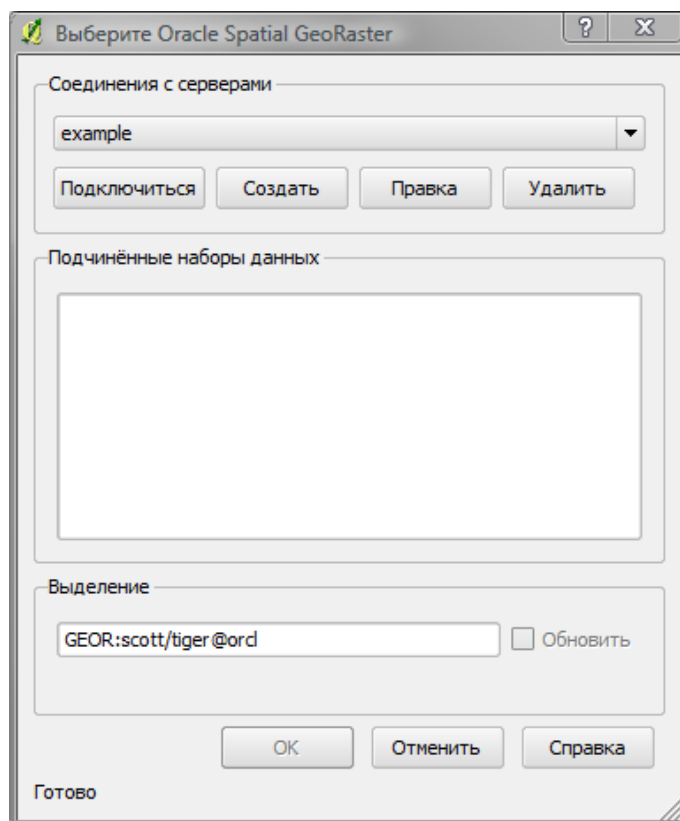 Выберите Oracle Spatial GeoRaster
Соединения с серверами
example
Подключиться Создать Правка Удалить
Подчинённые наборы данных
Выделение
GEOR:scott/tiger@orcl Обновить
OK Отменить Справка
Готово